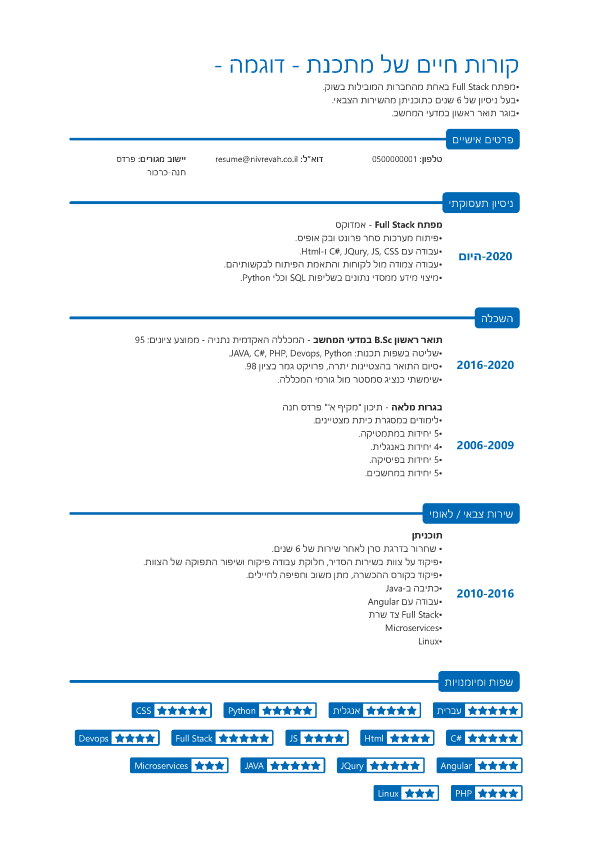 קורות חיים של מתכנת - דוגמה -
•מפתח Full Stack באחת מהחברות המובילות בשוק.
•בעל ניסיון של 6 שנים כתוכניתן מהשירות הצבאי.
•בוגר תואר ראשון במדעי המחשב.
פרטים אישיים
טלפון: 0500000001 דוא"ל: resume@nivrevah.co.il יישוב מגורים: פרדס
חנה-כרכור
ניסיון תעסוקתי
מפתח Full Stack - אמדוקס
•פיתוח מערכות סחר פרונט ובק אופיס.
2020-היום
•עבודה עם C#, JQury, JS, CSS ו-Html.
•עבודה צמודה מול לקוחות והתאמת הפיתוח לבקשותיהם.
•מיצוי מידע ממסדי נתונים בשליפות SQL וכלי Python.
השכלה
תואר ראשון B.Sc במדעי המחשב - המכללה האקדמית נתניה - ממוצע ציונים: 95
•שליטה בשפות תכנות: JAVA, C#, PHP, Devops, Python.
2016-2020
•סיום התואר בהצטיינות יתרה, פרויקט גמר בציון 98.
•שימשתי כנציג סמסטר מול גורמי המכללה.
בגרות מלאה - תיכון "מקיף א'" פרדס חנה
•לימודים במסגרת כיתת מצטיינים.
•5 יחידות במתמטיקה.
2006-2009
•4 יחידות באנגלית.
•5 יחידות בפיסיקה.
•5 יחידות במחשבים.
שירות צבאי / לאומי
תוכניתן
• שחרור בדרגת סרן לאחר שירות של 6 שנים.
•פיקוד על צוות בשירות הסדיר, חלוקת עבודה פיקוח ושיפור התפוקה של הצוות.
•פיקוד בקורס ההכשרה, מתן משוב וחפיפה לחיילים.
2010-2016
•כתיבה ב-Java
•עבודה עם Angular
•Full Stack צד שרת
•Microservices
•Linux
שפות ומיומנויות
עברית אנגלית Python CSS
C# Html JS Full Stack Devops
Angular JQury JAVA Microservices
PHP Linux